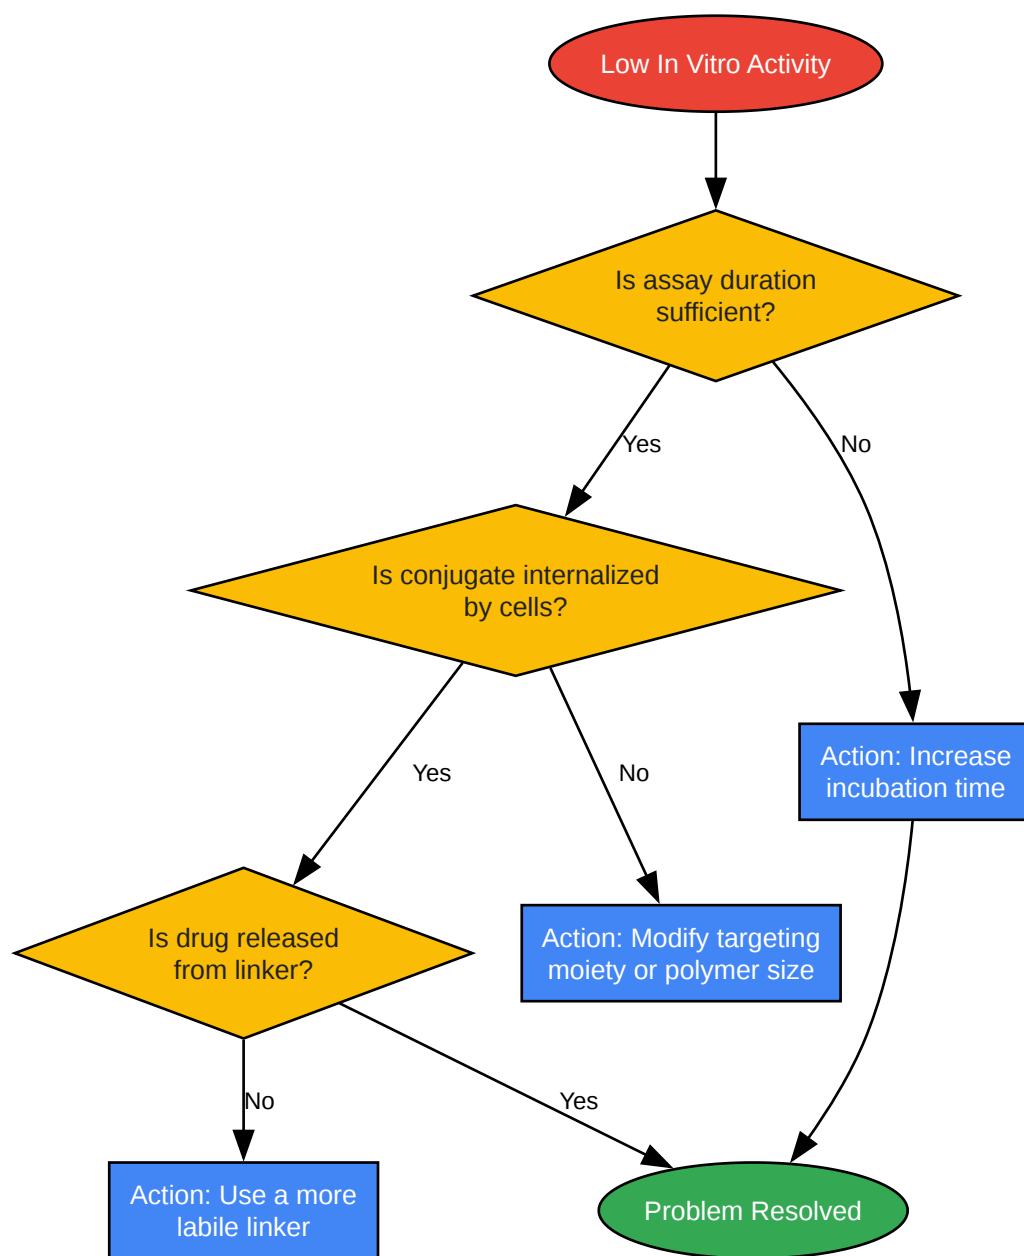 Low In Vitro Activity
Is assay duration
sufficient?
Yes
No
Is conjugate internalized
by cells?
Action: Increase
incubation time
Yes
No
Is drug released
from linker?
Action: Modify targeting
moiety or polymer size
No
Yes
Action: Use a more
labile linker
Problem Resolved